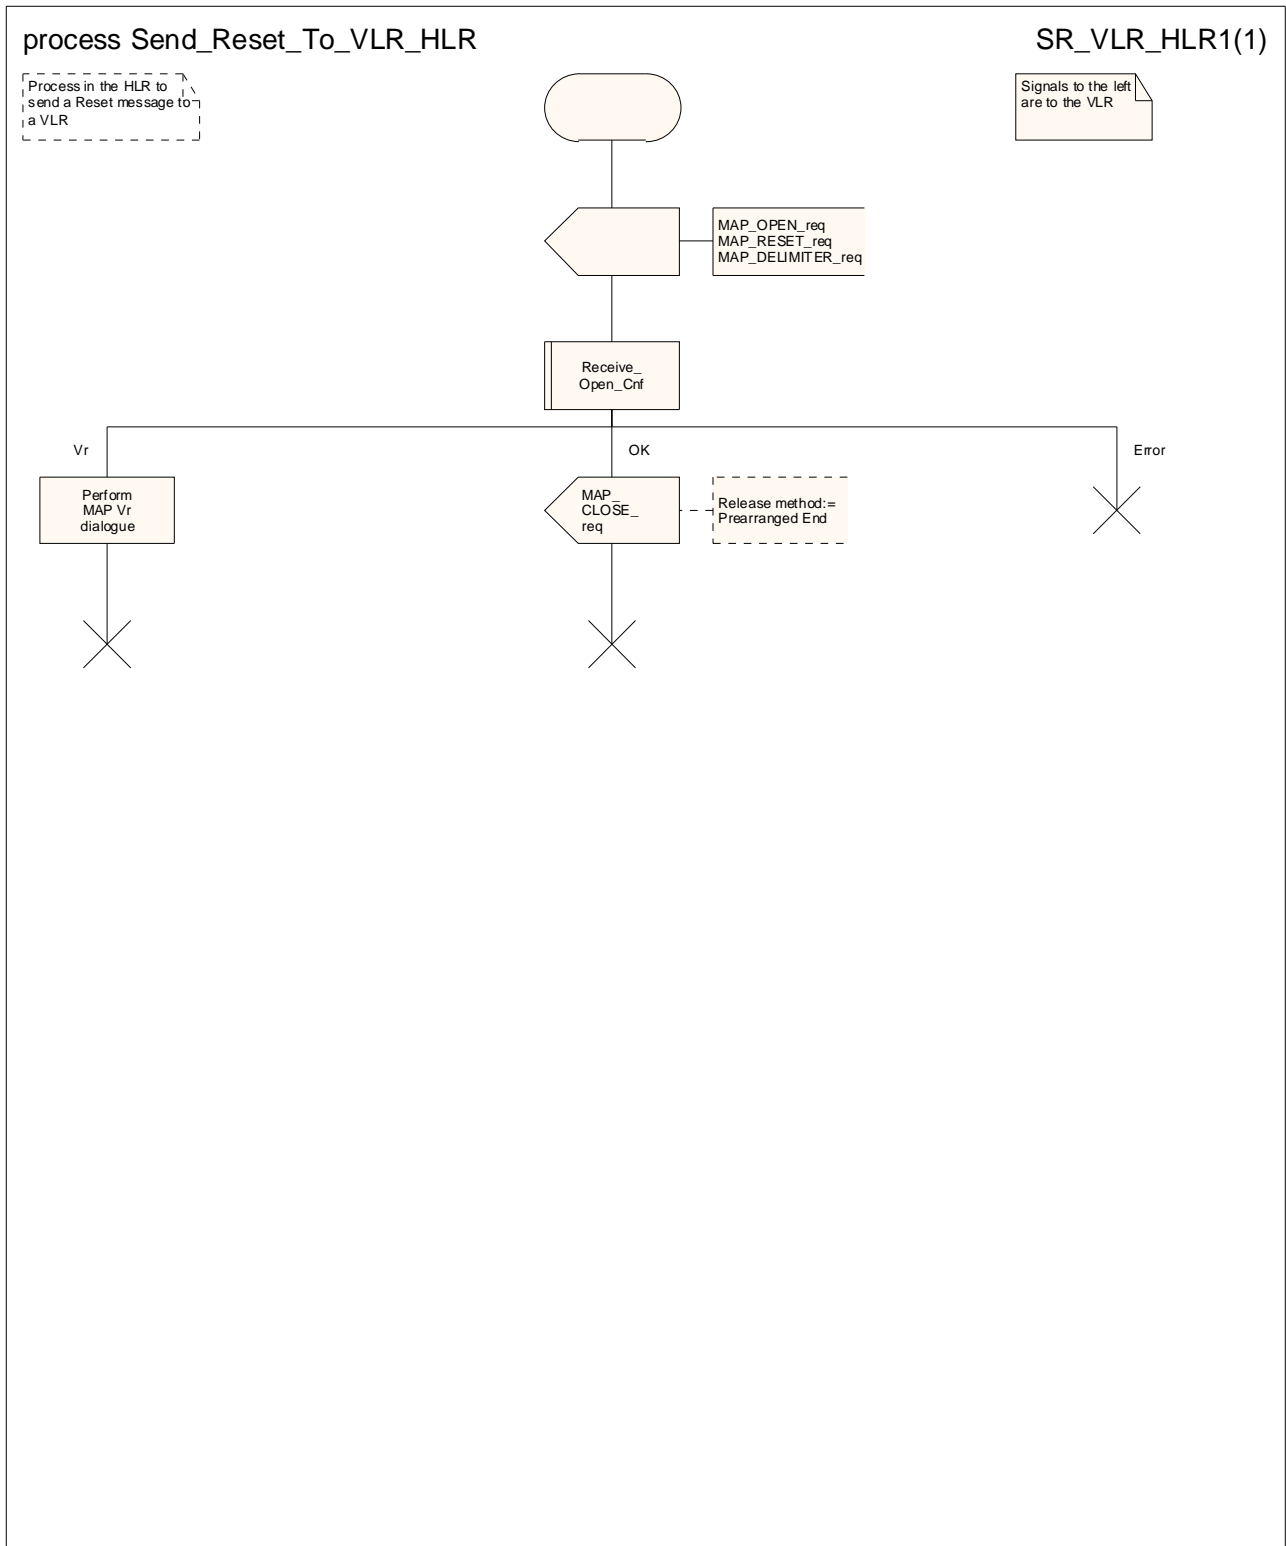 process Send_Reset_To_VLR_HLR
SR_VLR_HLR1(1)
Process in the HLR to
send a Reset message to
a VLR
Signals to the left
are to the VLR
MAP_OPEN_req
MAP_RESET_req
MAP_DELIMITER_req
Receive_
Open_Cnf
Vr
OK
Error
Perform
MAP Vr
dialogue
MAP_
CLOSE_
req
Release method:=
Prearranged End